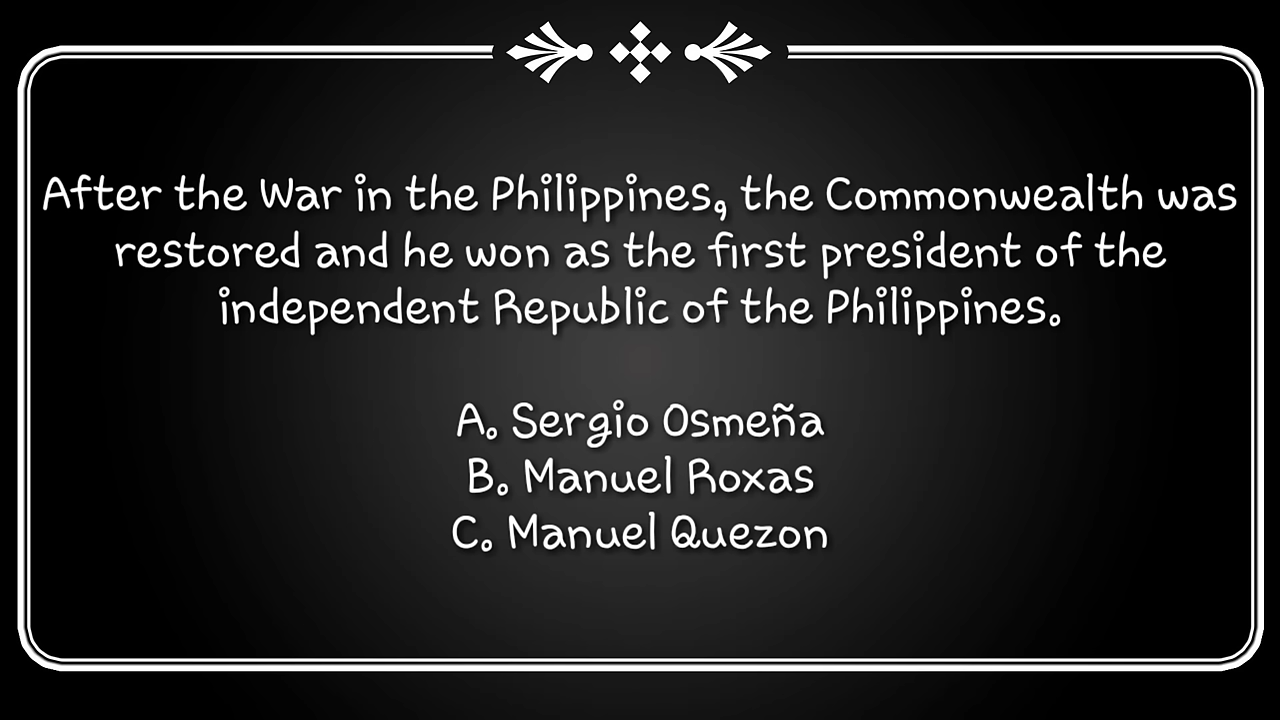 After the War in the Philippines, the Commonwealth was
restored and he won as the first president of the
independent Republic of the Philippines.
A. Sergio Osmeña
B. Manuel Roxas
C. Manuel Quezon